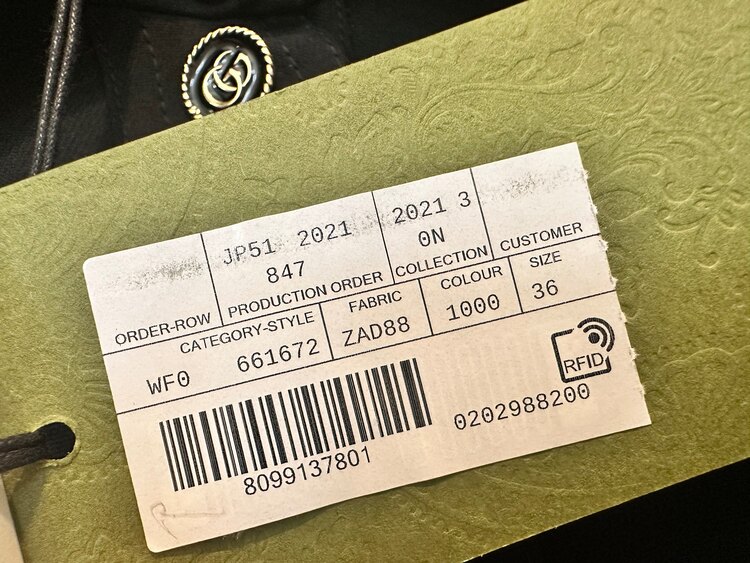 JP51 2021
847
2021 3
0N
ORDER-ROW
PRODUCTION ORDER
COLLECTION
CUSTOMER
CATEGORY-STYLE
FABRIC
COLOUR
SIZE
WF0 661672
ZAD88
1000
36
RFID
8099137801
0202988200